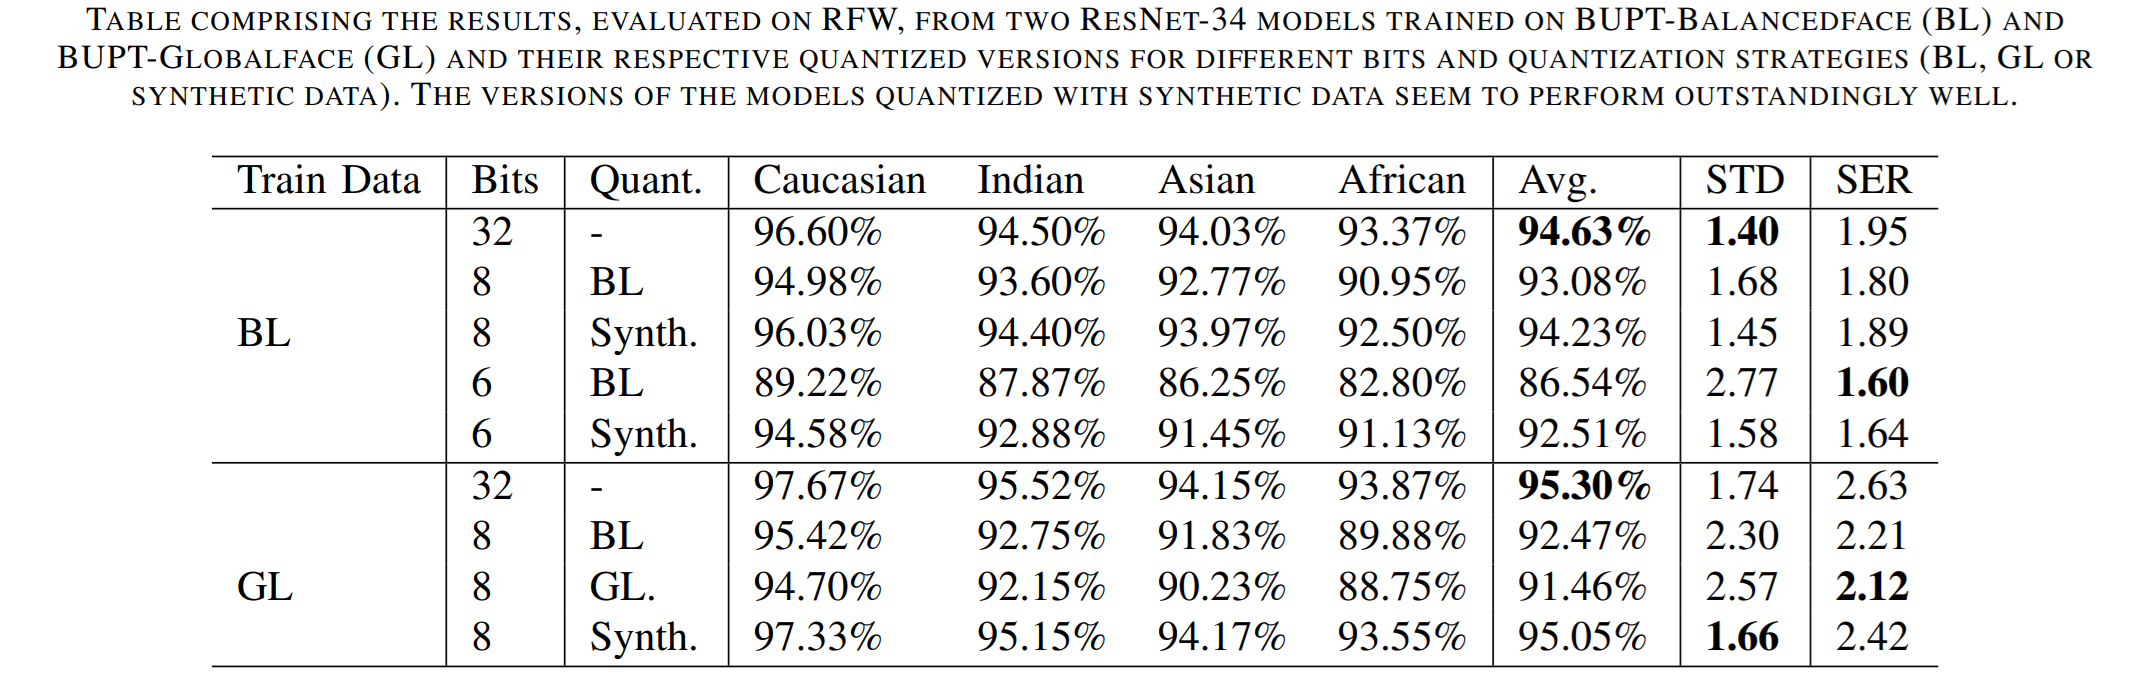 TABLE COMPRISING THE RESULTS, EVALUATED ON RFW, FROM TWO RESNET-34 MODELS TRAINED ON BUPT-BALANCEDFACE (BL) AND
BUPT-GLOBALFACE (GL) AND THEIR RESPECTIVE QUANTIZED VERSIONS FOR DIFFERENT BITS AND QUANTIZATION STRATEGIES (BL, GL OR
SYNTHETIC DATA). THE VERSIONS OF THE MODELS QUANTIZED WITH SYNTHETIC DATA SEEM TO PERFORM OUTSTANDINGLY WELL.
Train Data Bits Quant. Caucasian Indian Asian African Avg. STD SER
32 - 96.60% 94.50% 94.03% 93.37% 94.63% 1.40 1.95
8 BL 94.98% 93.60% 92.77% 90.95% 93.08% 1.68 1.80
BL 8 Synth. 96.03% 94.40% 93.97% 92.50% 94.23% 1.45 1.89
6 BL 89.22% 87.87% 86.25% 82.80% 86.54% 2.77 1.60
6 Synth. 94.58% 92.88% 91.45% 91.13% 92.51% 1.58 1.64
32 - 97.67% 95.52% 94.15% 93.87% 95.30% 1.74 2.63
8 BL 95.42% 92.75% 91.83% 89.88% 92.47% 2.30 2.21
GL 8 GL. 94.70% 92.15% 90.23% 88.75% 91.46% 2.57 2.12
8 Synth. 97.33% 95.15% 94.17% 93.55% 95.05% 1.66 2.42